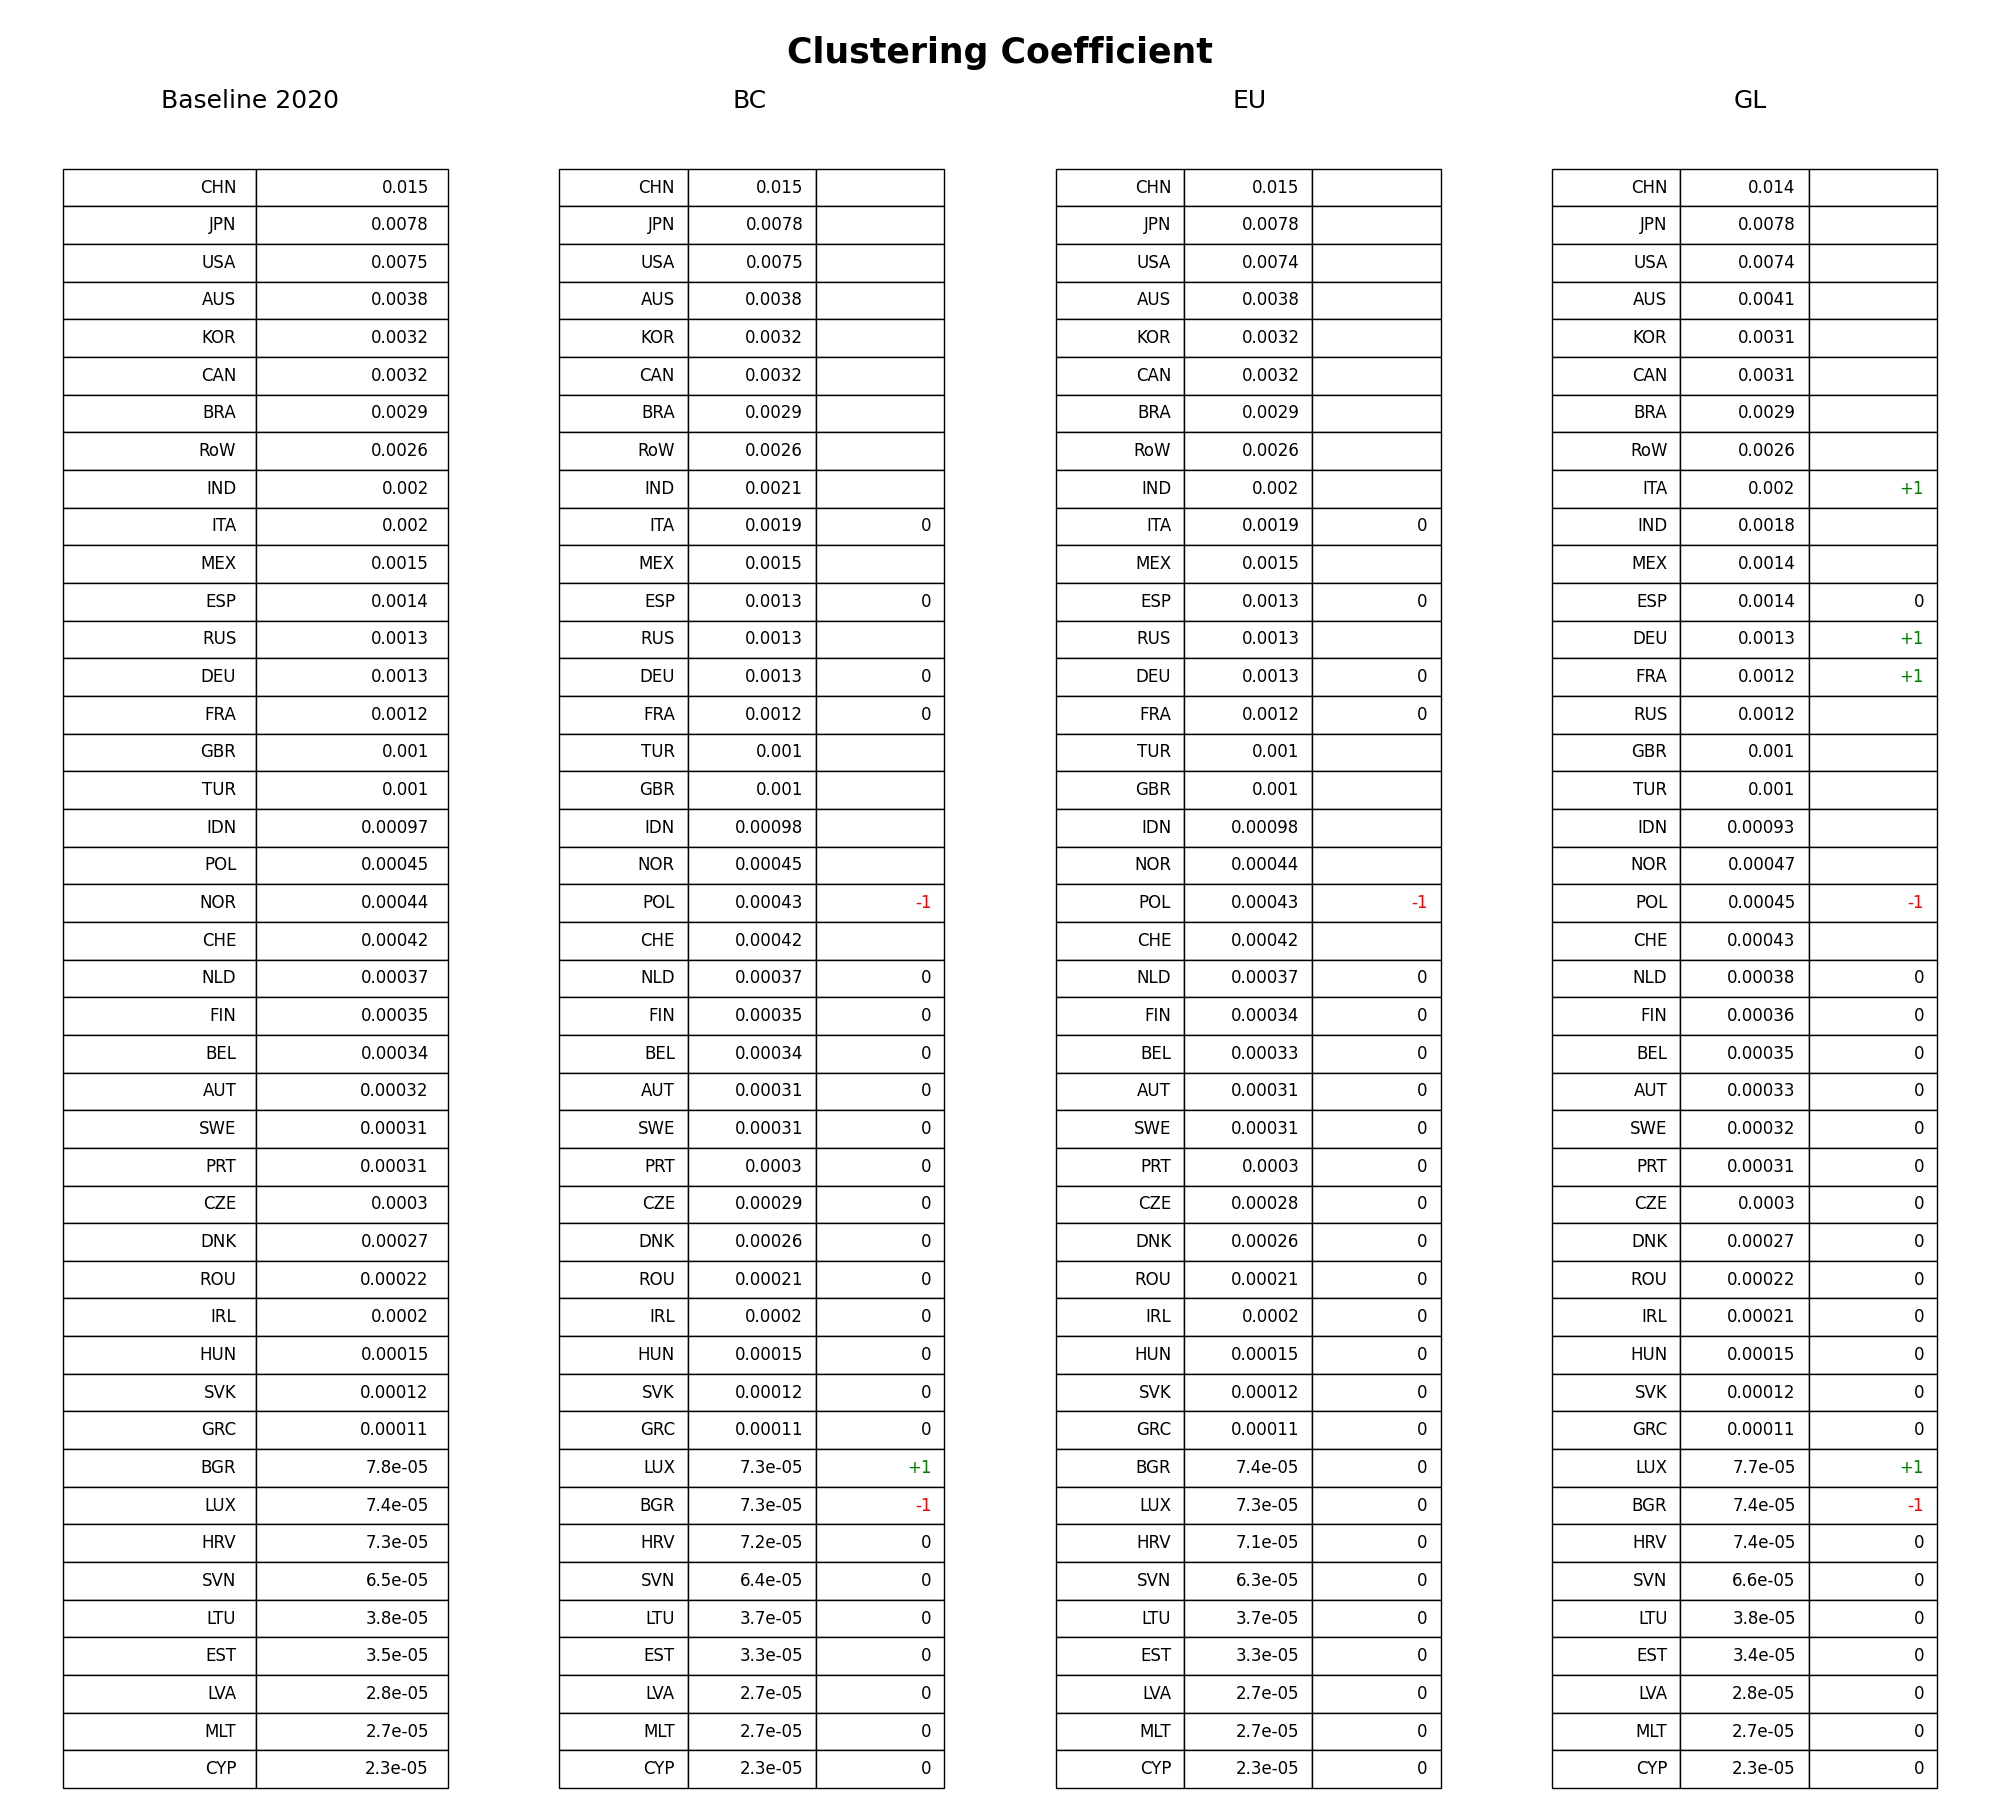 Clustering Coefficient
Baseline 2020 BC EU GL
CHN 0.015 CHN 0.015 CHN 0.015 CHN 0.014
JPN 0.0078 JPN 0.0078 JPN 0.0078 JPN 0.0078
USA 0.0075 USA 0.0075 USA 0.0074 USA 0.0074
AUS 0.0038 AUS 0.0038 AUS 0.0038 AUS 0.0041
KOR 0.0032 KOR 0.0032 KOR 0.0032 KOR 0.0031
CAN 0.0032 CAN 0.0032 CAN 0.0032 CAN 0.0031
BRA 0.0029 BRA 0.0029 BRA 0.0029 BRA 0.0029
RoW 0.0026 RoW 0.0026 RoW 0.0026 RoW 0.0026
IND 0.002 IND 0.0021 IND 0.002 ITA 0.002 +1
ITA 0.002 ITA 0.0019 0 ITA 0.0019 0 IND 0.0018
MEX 0.0015 MEX 0.0015 MEX 0.0015 MEX 0.0014
ESP 0.0014 ESP 0.0013 0 ESP 0.0013 0 ESP 0.0014 0
RUS 0.0013 RUS 0.0013 RUS 0.0013 DEU 0.0013 +1
DEU 0.0013 DEU 0.0013 0 DEU 0.0013 0 FRA 0.0012 +1
FRA 0.0012 FRA 0.0012 0 FRA 0.0012 0 RUS 0.0012
GBR 0.001 TUR 0.001 TUR 0.001 GBR 0.001
TUR 0.001 GBR 0.001 GBR 0.001 TUR 0.001
IDN 0.00097 IDN 0.00098 IDN 0.00098 IDN 0.00093
POL 0.00045 NOR 0.00045 NOR 0.00044 NOR 0.00047
NOR 0.00044 POL 0.00043 -1 POL 0.00043 -1 POL 0.00045 -1
CHE 0.00042 CHE 0.00042 CHE 0.00042 CHE 0.00043
NLD 0.00037 NLD 0.00037 0 NLD 0.00037 0 NLD 0.00038 0
FIN 0.00035 FIN 0.00035 0 FIN 0.00034 0 FIN 0.00036 0
BEL 0.00034 BEL 0.00034 0 BEL 0.00033 0 BEL 0.00035 0
AUT 0.00032 AUT 0.00031 0 AUT 0.00031 0 AUT 0.00033 0
SWE 0.00031 SWE 0.00031 0 SWE 0.00031 0 SWE 0.00032 0
PRT 0.00031 PRT 0.0003 0 PRT 0.0003 0 PRT 0.00031 0
CZE 0.0003 CZE 0.00029 0 CZE 0.00028 0 CZE 0.0003 0
DNK 0.00027 DNK 0.00026 0 DNK 0.00026 0 DNK 0.00027 0
ROU 0.00022 ROU 0.00021 0 ROU 0.00021 0 ROU 0.00022 0
IRL 0.0002 IRL 0.0002 0 IRL 0.0002 0 IRL 0.00021 0
HUN 0.00015 HUN 0.00015 0 HUN 0.00015 0 HUN 0.00015 0
SVK 0.00012 SVK 0.00012 0 SVK 0.00012 0 SVK 0.00012 0
GRC 0.00011 GRC 0.00011 0 GRC 0.00011 0 GRC 0.00011 0
BGR 7.8e-05 LUX 7.3e-05 +1 BGR 7.4e-05 0 LUX 7.7e-05 +1
LUX 7.4e-05 BGR 7.3e-05 -1 LUX 7.3e-05 0 BGR 7.4e-05 -1
HRV 7.3e-05 HRV 7.2e-05 0 HRV 7.1e-05 0 HRV 7.4e-05 0
SVN 6.5e-05 SVN 6.4e-05 0 SVN 6.3e-05 0 SVN 6.6e-05 0
LTU 3.8e-05 LTU 3.7e-05 0 LTU 3.7e-05 0 LTU 3.8e-05 0
EST 3.5e-05 EST 3.3e-05 0 EST 3.3e-05 0 EST 3.4e-05 0
LVA 2.8e-05 LVA 2.7e-05 0 LVA 2.7e-05 0 LVA 2.8e-05 0
MLT 2.7e-05 MLT 2.7e-05 0 MLT 2.7e-05 0 MLT 2.7e-05 0
CYP 2.3e-05 CYP 2.3e-05 0 CYP 2.3e-05 0 CYP 2.3e-05 0